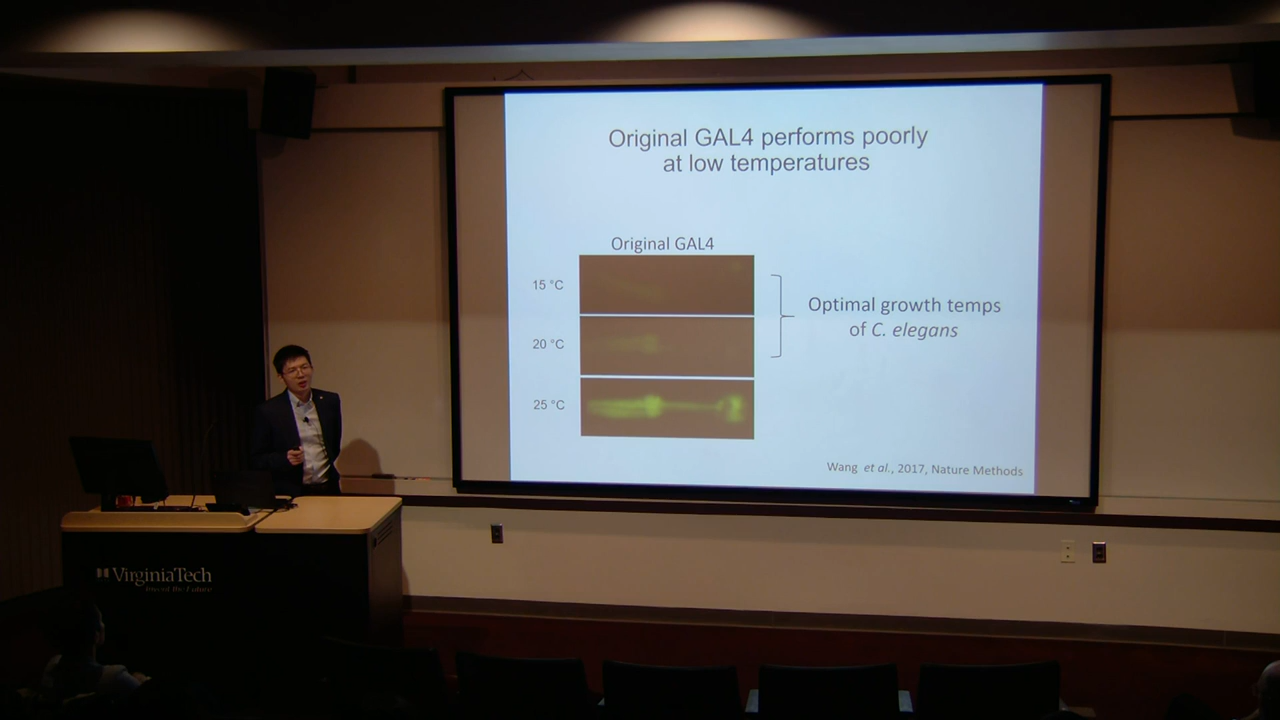 Original GAL4 performs poorly
at low temperatures
Original GAL4
15 °C
20 °C
25 °C
Optimal growth temps
of C. elegans
Wang et al., 2017, Nature Methods
VirginiaTech
Invent the Future